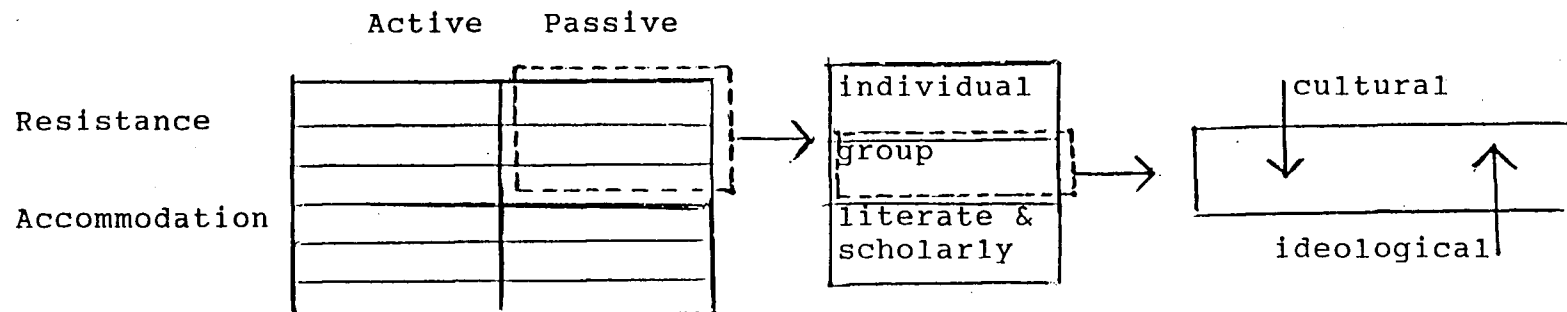 Active Passive
Resistance
Accommodation
individual
group
literate &
scholarly
cultural
ideological